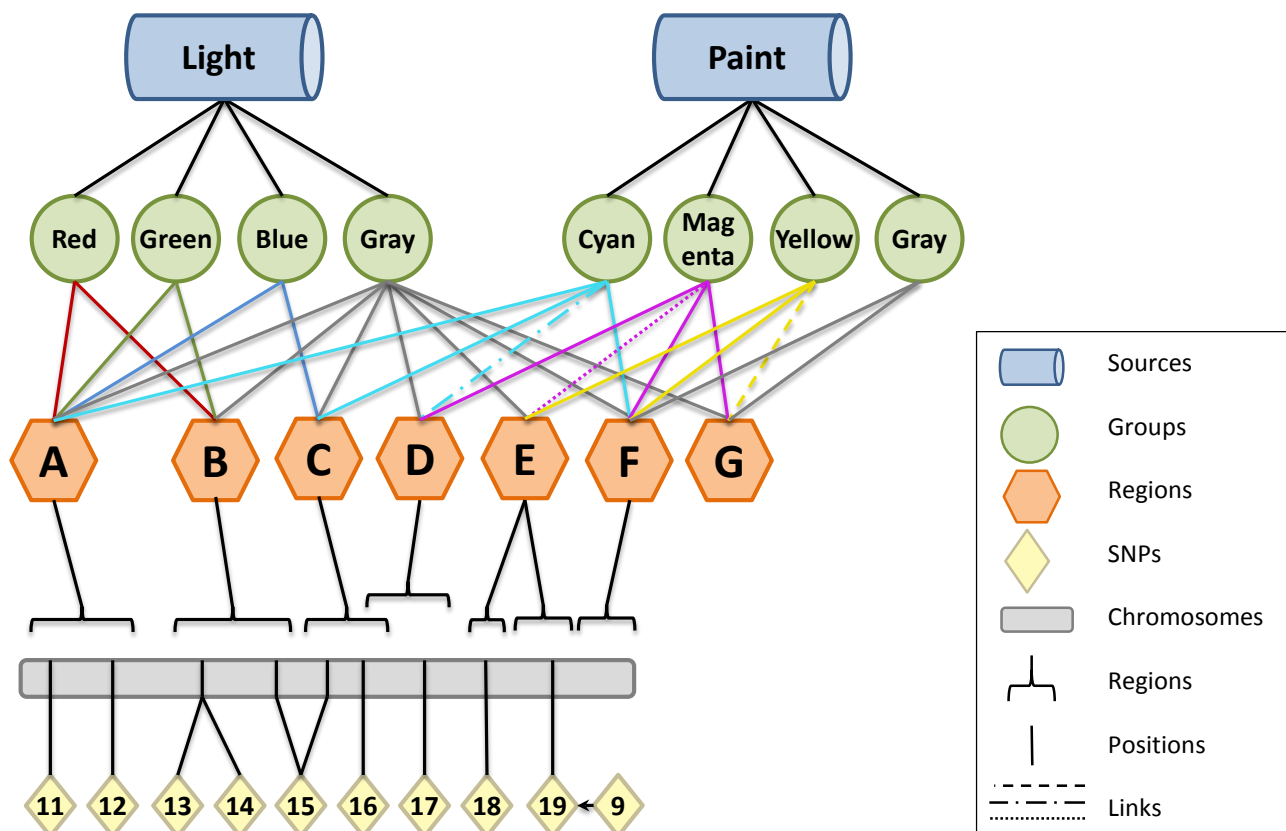 Light
Paint
Red
Green
Blue
Gray
Cyan
Mag
enta
Yellow
Gray
A
B
C
D
E
F
G
11
12
13
14
15
16
17
18
19
9
Sources
Groups
Regions
SNPs
Chromosomes
Regions
Positions
Links